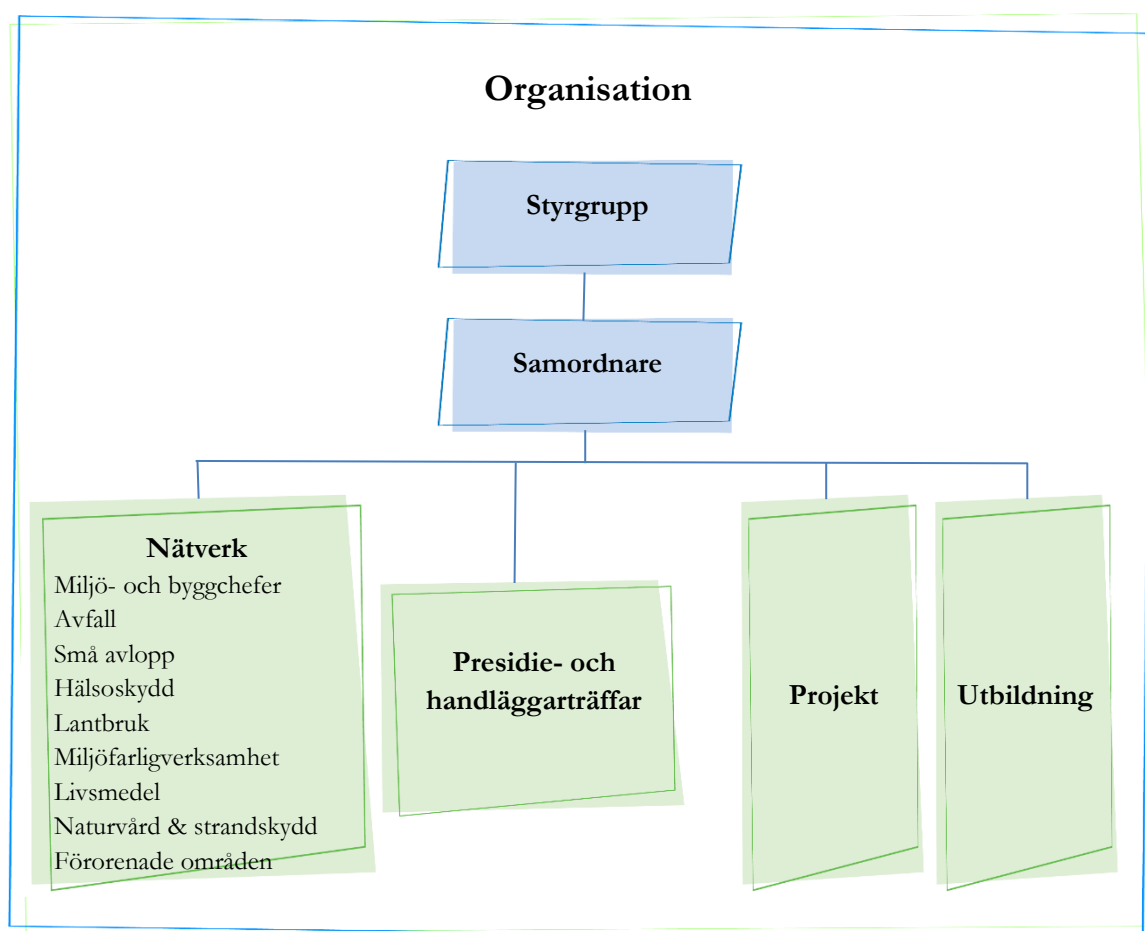 Organisation
Styrgrupp
Samordnare
Nätverk
Miljö- och byggchefer
Avfall
Små avlopp
Hälsoskydd
Lantbruk
Miljöfarligverksamhet
Livsmedel
Naturvård & strandskydd
Förorenade områden
Presidie- och
handläggarträffar
Projekt
Utbildning